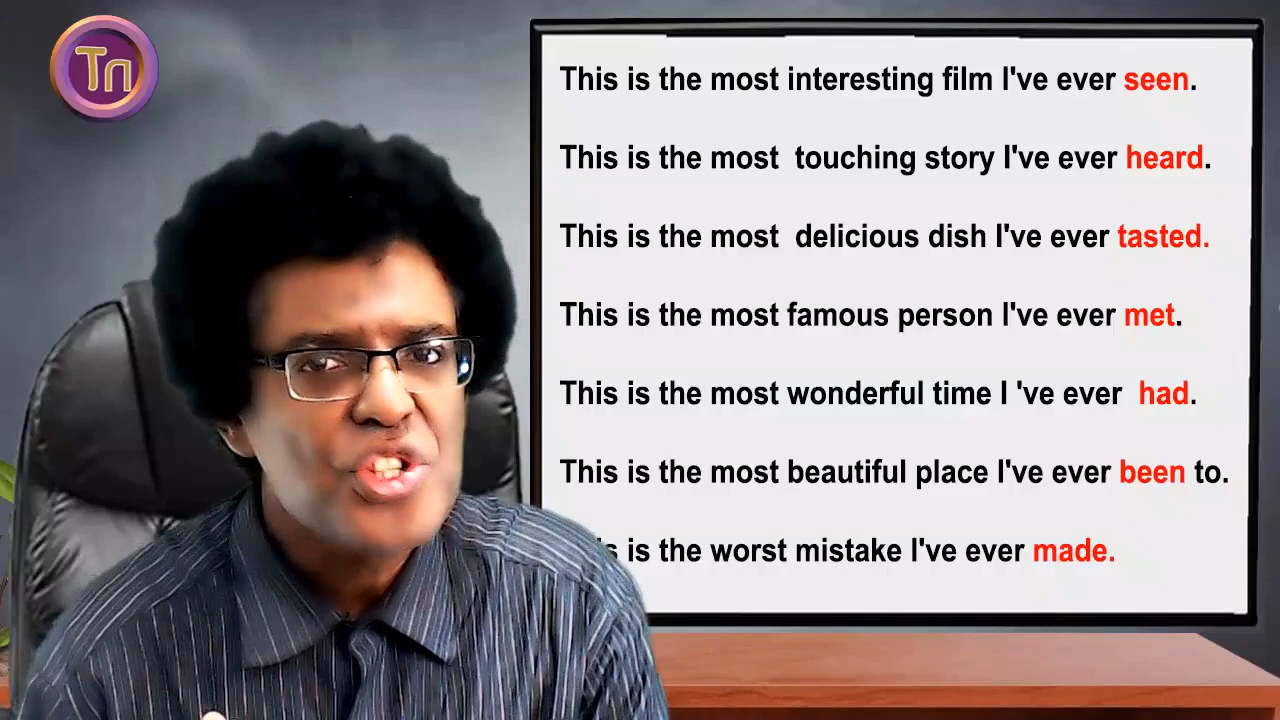 Tn
This is the most interesting film I've ever seen.
This is the most  touching story I've ever heard.
This is the most  delicious dish I've ever tasted.
This is the most famous person I've ever met.
This is the most wonderful time I 've ever  had.
This is the most beautiful place I've ever been to.
is the worst mistake I've ever made.